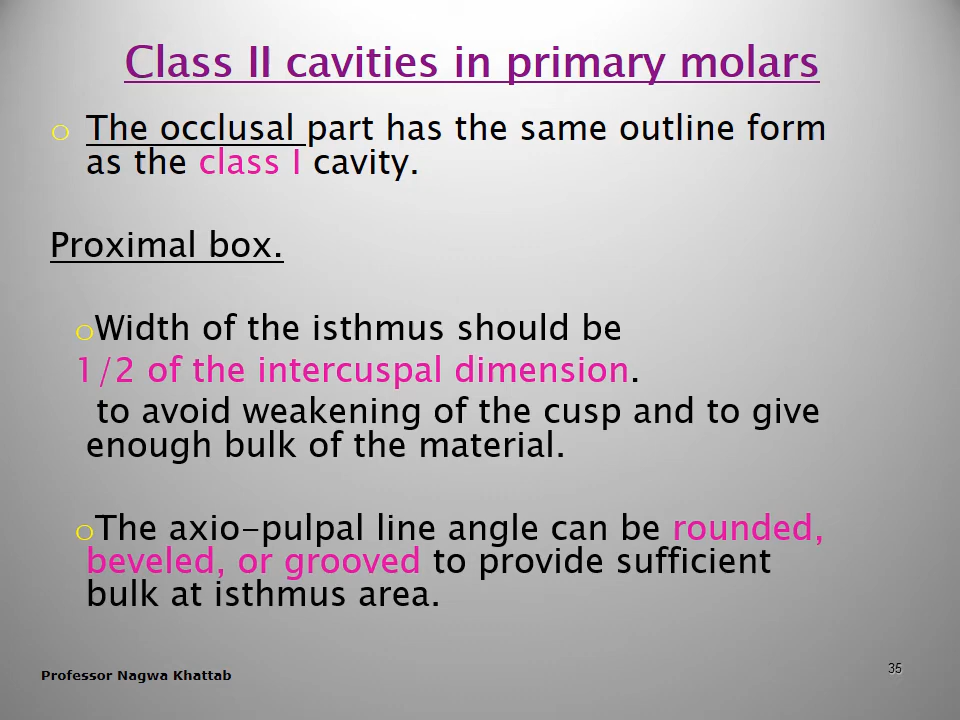 Class II cavities in primary molars
o The occlusal part has the same outline form
as the class I cavity.
Proximal box.
oWidth of the isthmus should be
1/2 of the intercuspal dimension.
to avoid weakening of the cusp and to give
enough bulk of the material.
oThe axio-pulpal line angle can be rounded,
beveled, or grooved to provide sufficient
bulk at isthmus area.
Professor Nagwa Khattab
35